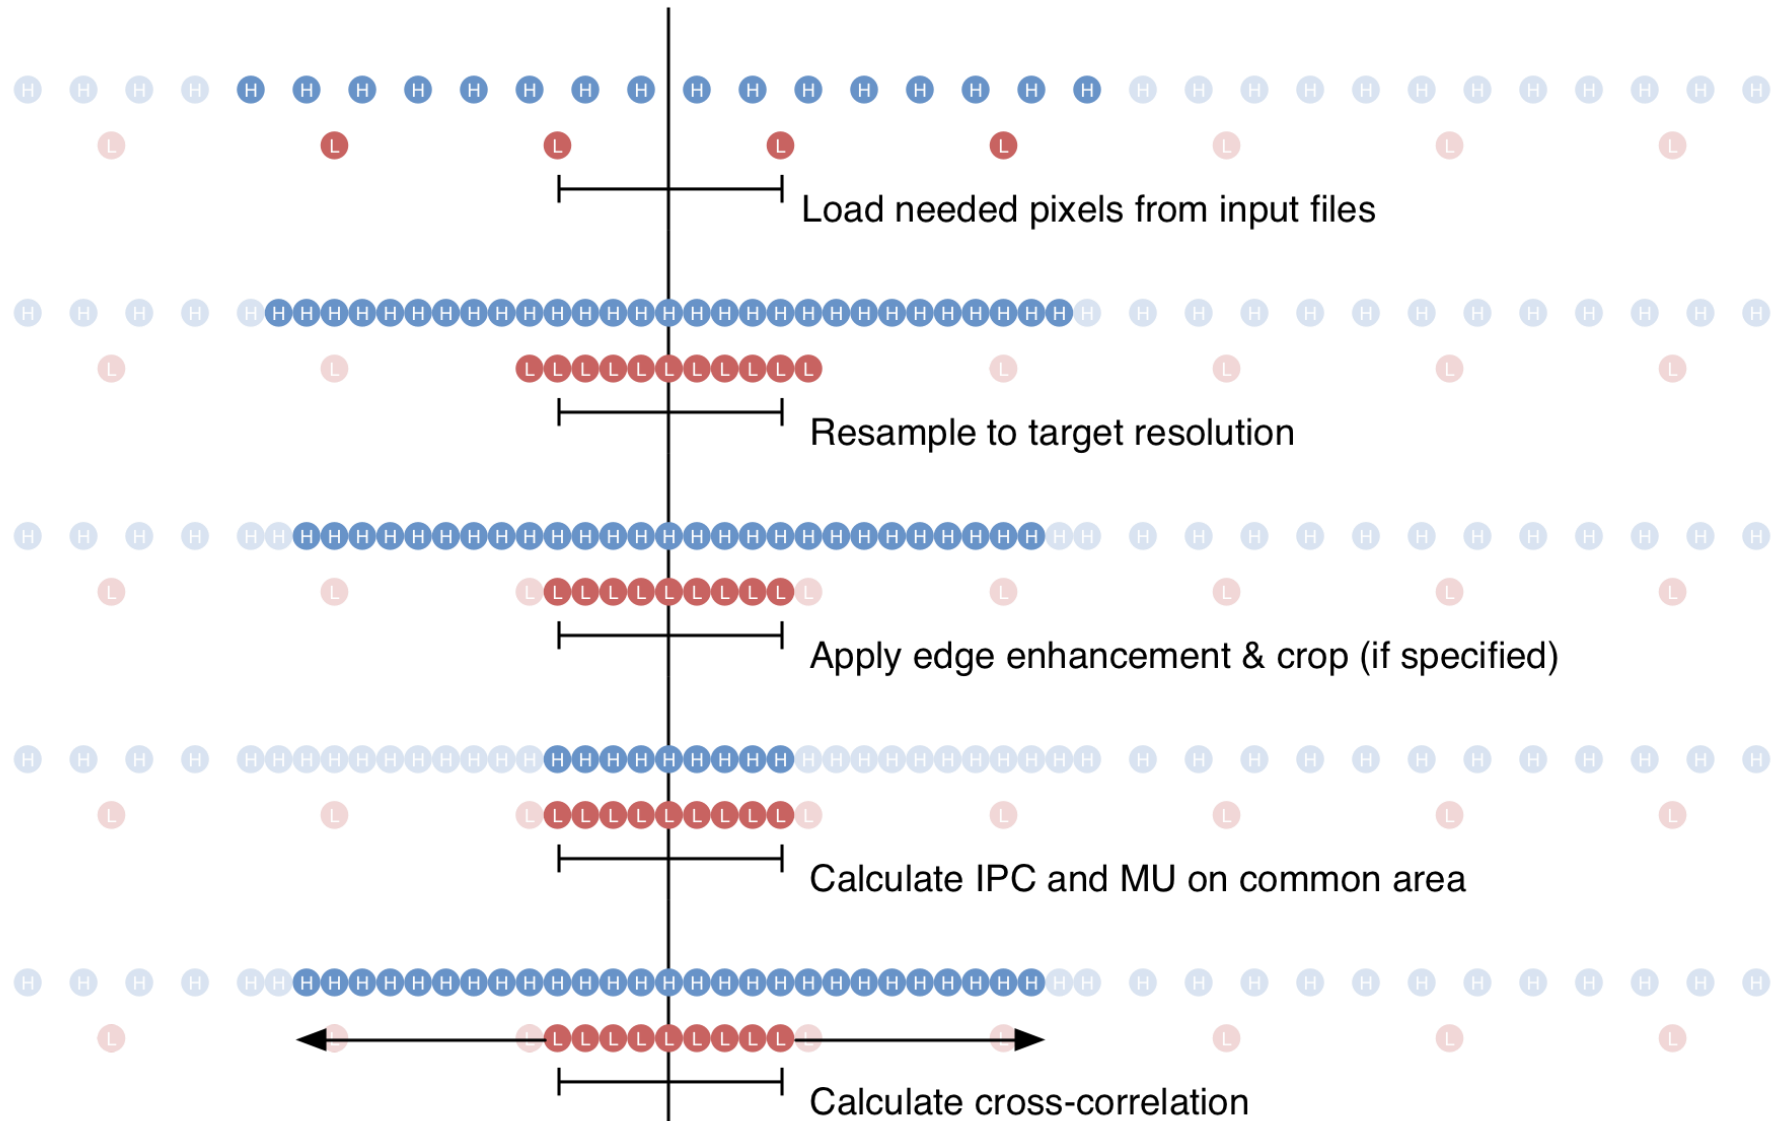 H H H H H H H H H H H H H H H H H H H H H H H H H H H H H H H H
L L L L L L L L
Load needed pixels from input files
H H H H H H H H H H H H H H H H H H H H H H H H H H H H H H H H H H H H H H H H H H H H H H H
L L L L L L L L L L L L L L L L L
Resample to target resolution
H H H H H H H H H H H H H H H H H H H H H H H H H H H H H H H H H H H H H H H H H H H H H H H
L L L L L L L L L L L L L L L L L
Apply edge enhancement & crop (if specified)
H H H H H H H H H H H H H H H H H H H H H H H H H H H H H H H H H H H H H H H H H H H H H H H
L L L L L L L L L L L L L L L L L
Calculate IPC and MU on common area
H H H H H H H H H H H H H H H H H H H H H H H H H H H H H H H H H H H H H H H H H H H H H H H
L L L L L L L L L L L L L L L L L
Calculate cross-correlation